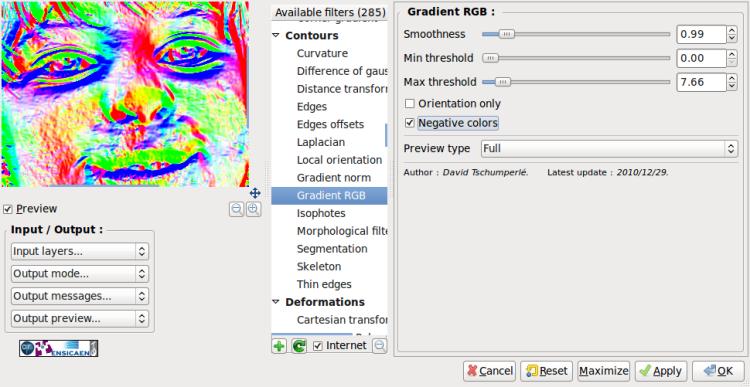 Preview
Input / Output :
Input layers...
Output mode...
Output messages...
Output preview...
ENSICAEN
Available filters (285)
Contours
Curvature
Difference of gaus
Distance transfor
Edges
Edges offsets
Laplacian
Local orientation
Gradient norm
Gradient RGB
Isophotes
Morphological filte
Segmentation
Skeleton
Thin edges
Deformations
Cartesian transfor
Internet
Gradient RGB :
Smoothness 0.99
Min threshold 0.00
Max threshold 7.66
Orientation only
Negative colors
Preview type Full
Author : David Tschumperlé. Latest update : 2010/12/29.
Cancel Reset Maximize Apply OK